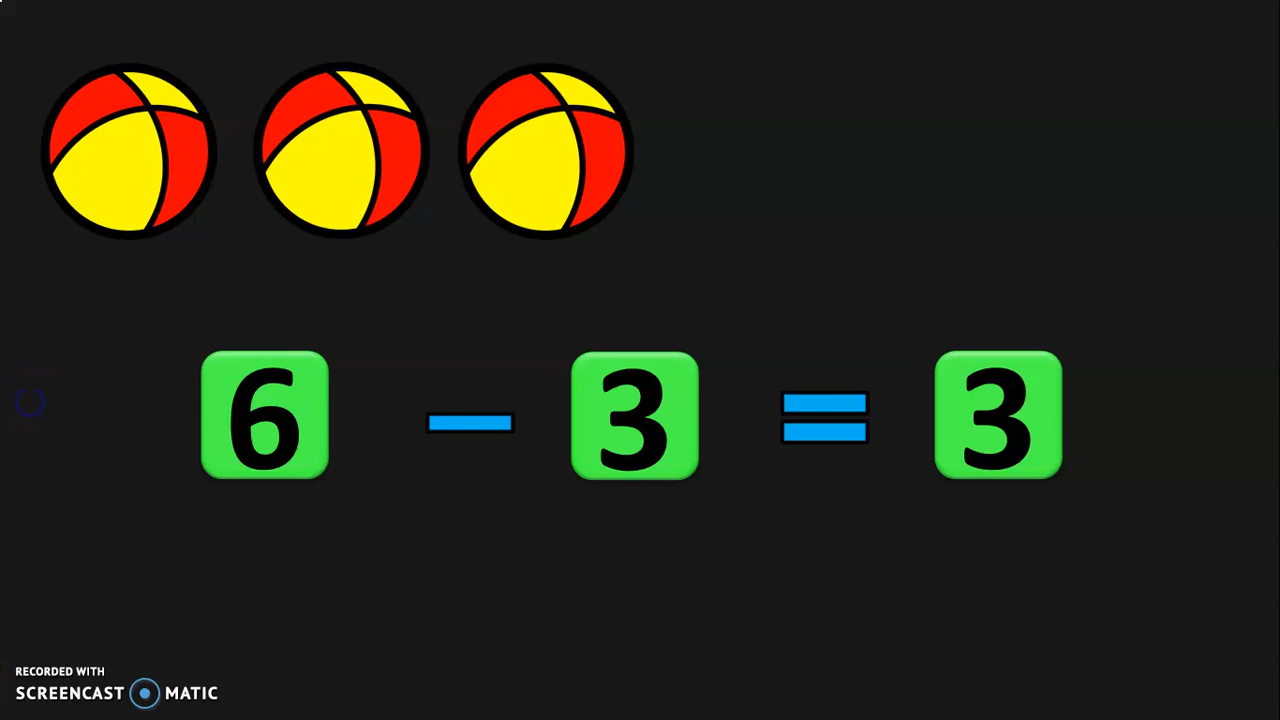 6 - 3 = 3
RECORDED WITH
SCREENCAST MATIC